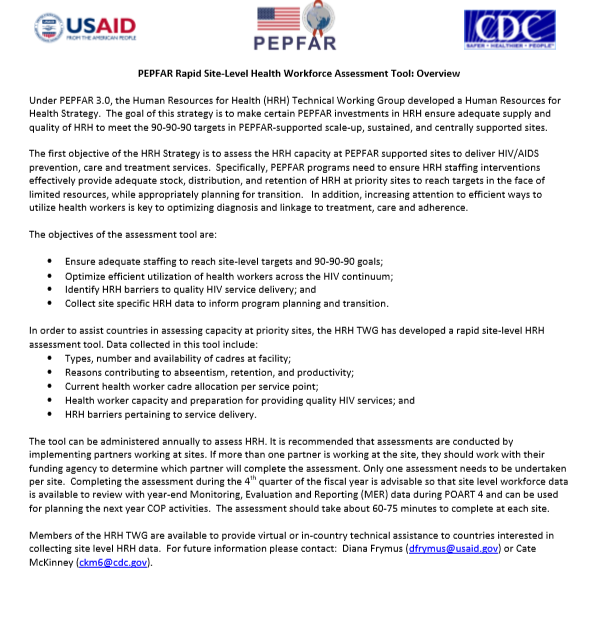 USAID
FROM THE AMERICAN PEOPLE
PEPFAR
CDC
SAFER • HEALTHIER • PEOPLE™
PEPFAR Rapid Site-Level Health Workforce Assessment Tool: Overview
Under PEPFAR 3.0, the Human Resources for Health (HRH) Technical Working Group developed a Human Resources for
Health Strategy.  The goal of this strategy is to make certain PEPFAR investments in HRH ensure adequate supply and
quality of HRH to meet the 90-90-90 targets in PEPFAR-supported scale-up, sustained, and centrally supported sites.
The first objective of the HRH Strategy is to assess the HRH capacity at PEPFAR supported sites to deliver HIV/AIDS
prevention, care and treatment services.  Specifically, PEPFAR programs need to ensure HRH staffing interventions
effectively provide adequate stock, distribution, and retention of HRH at priority sites to reach targets in the face of
limited resources, while appropriately planning for transition.   In addition, increasing attention to efficient ways to
utilize health workers is key to optimizing diagnosis and linkage to treatment, care and adherence.
The objectives of the assessment tool are:
• Ensure adequate staffing to reach site-level targets and 90-90-90 goals;
• Optimize efficient utilization of health workers across the HIV continuum;
• Identify HRH barriers to quality HIV service delivery; and
• Collect site specific HRH data to inform program planning and transition.
In order to assist countries in assessing capacity at priority sites, the HRH TWG has developed a rapid site-level HRH
assessment tool. Data collected in this tool include:
• Types, number and availability of cadres at facility;
• Reasons contributing to abseentism, retention, and productivity;
• Current health worker cadre allocation per service point;
• Health worker capacity and preparation for providing quality HIV services; and
• HRH barriers pertaining to service delivery.
The tool can be administered annually to assess HRH. It is recommended that assessments are conducted by
implementing partners working at sites. If more than one partner is working at the site, they should work with their
funding agency to determine which partner will complete the assessment. Only one assessment needs to be undertaken
per site.  Completing the assessment during the 4th quarter of the fiscal year is advisable so that site level workforce data
is available to review with year-end Monitoring, Evaluation and Reporting (MER) data during POART 4 and can be used
for planning the next year COP activities.  The assessment should take about 60-75 minutes to complete at each site.
Members of the HRH TWG are available to provide virtual or in-country technical assistance to countries interested in
collecting site level HRH data.  For future information please contact:  Diana Frymus (dfrymus@usaid.gov) or Cate
McKinney (ckm6@cdc.gov).